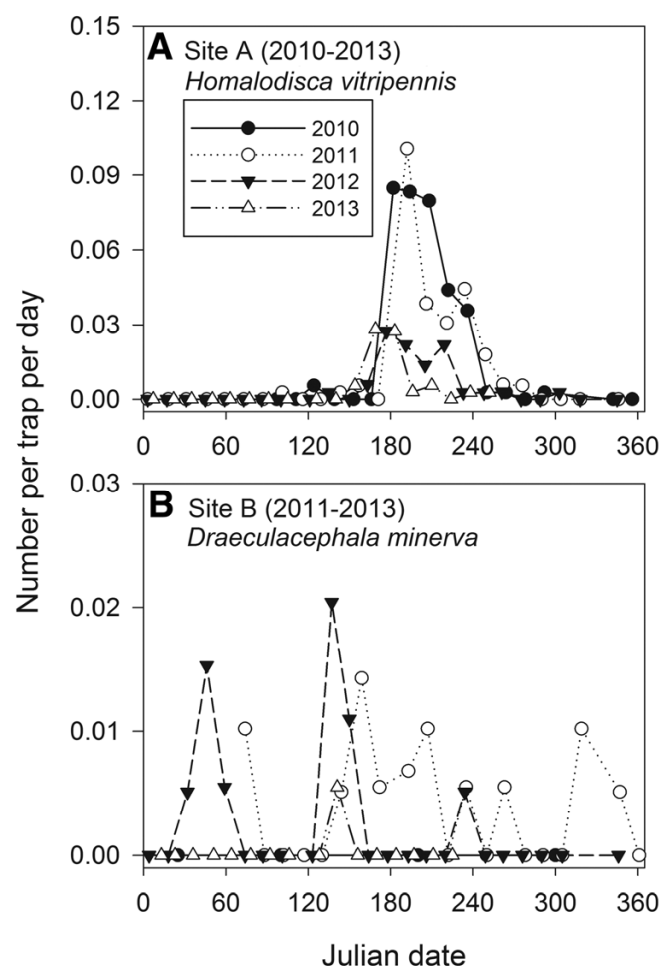 A Site A (2010-2013)
Homalodisca vitripennis
2010
2011
2012
2013
0.15
0.12
0.09
0.06
0.03
0.00
0 60 120 180 240 300 360
B Site B (2011-2013)
Draeculacephala minerva
0.03
0.02
0.01
0.00
0 60 120 180 240 300 360
Number per trap per day
Julian date